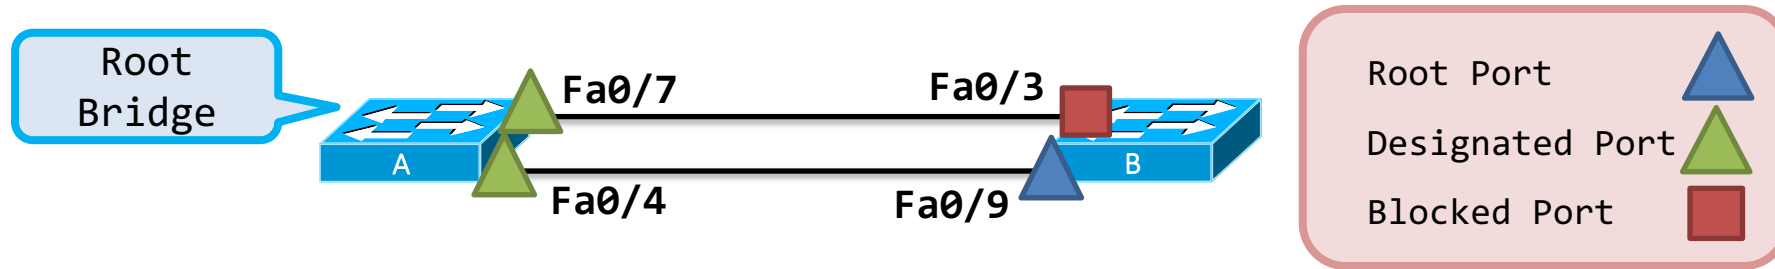 Root
Bridge
Fa0/7
Fa0/3
A
B
Fa0/4
Fa0/9
Root Port
Designated Port
Blocked Port